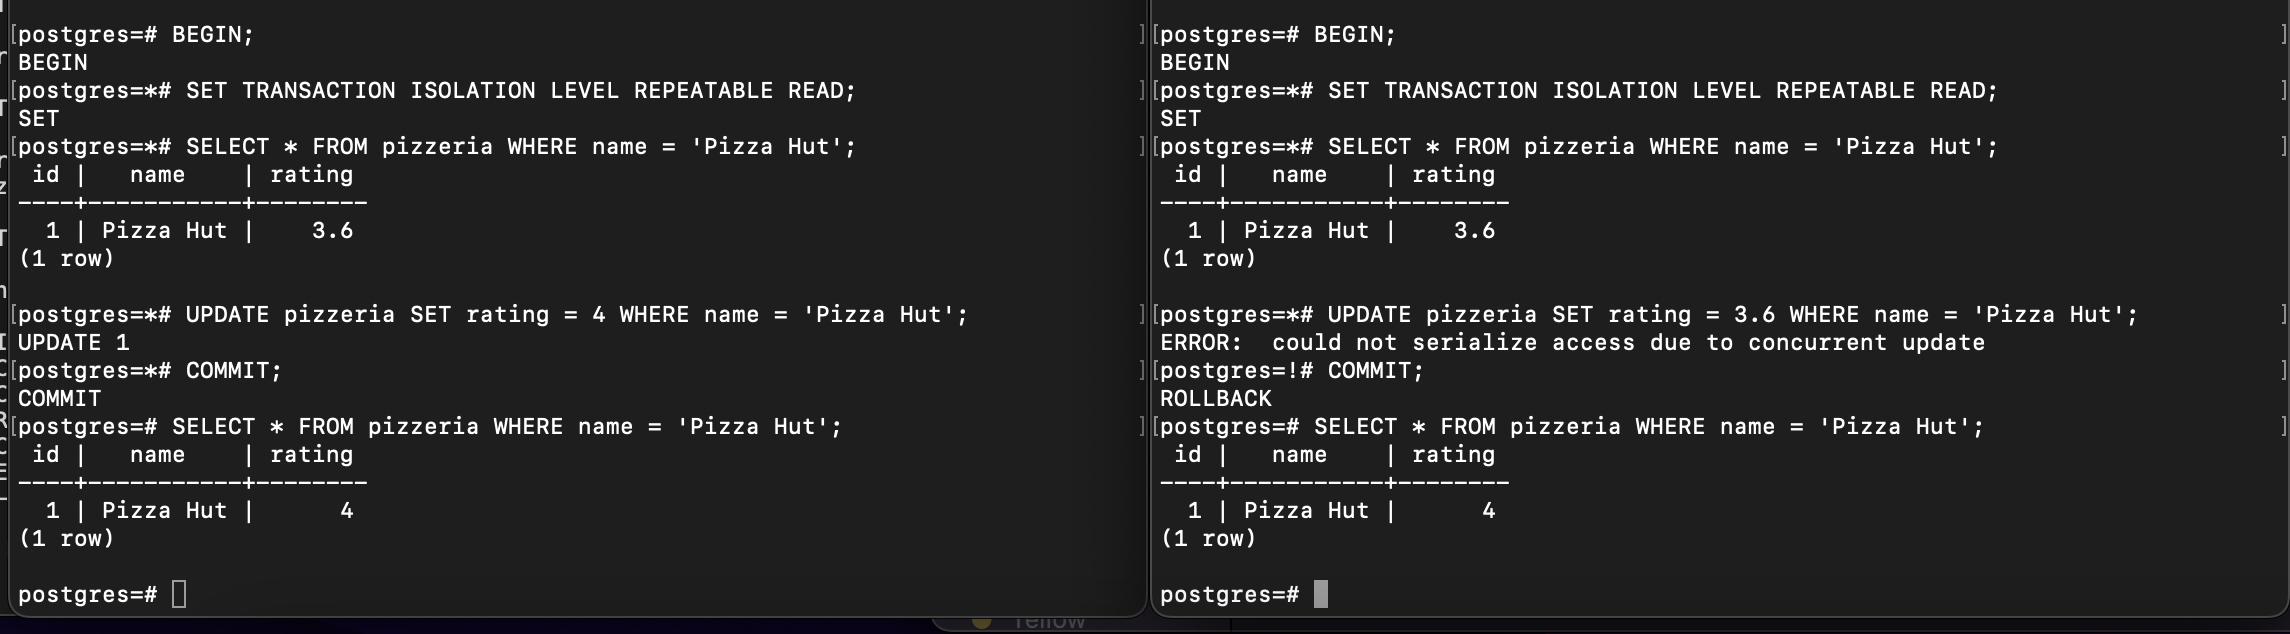 postgres=# BEGIN;
BEGIN
postgres=*# SET TRANSACTION ISOLATION LEVEL REPEATABLE READ;
SET
postgres=*# SELECT * FROM pizzeria WHERE name = 'Pizza Hut';
 id |   name    | rating
----+-----------+--------
  1 | Pizza Hut |    3.6
(1 row)
postgres=*# UPDATE pizzeria SET rating = 4 WHERE name = 'Pizza Hut';
UPDATE 1
postgres=*# COMMIT;
COMMIT
postgres=# SELECT * FROM pizzeria WHERE name = 'Pizza Hut';
 id |   name    | rating
----+-----------+--------
  1 | Pizza Hut |      4
(1 row)
postgres=#
postgres=# BEGIN;
BEGIN
postgres=*# SET TRANSACTION ISOLATION LEVEL REPEATABLE READ;
SET
postgres=*# SELECT * FROM pizzeria WHERE name = 'Pizza Hut';
 id |   name    | rating
----+-----------+--------
  1 | Pizza Hut |    3.6
(1 row)
postgres=*# UPDATE pizzeria SET rating = 3.6 WHERE name = 'Pizza Hut';
ERROR:  could not serialize access due to concurrent update
postgres=!# COMMIT;
ROLLBACK
postgres=# SELECT * FROM pizzeria WHERE name = 'Pizza Hut';
 id |   name    | rating
----+-----------+--------
  1 | Pizza Hut |      4
(1 row)
postgres=#
Yellow